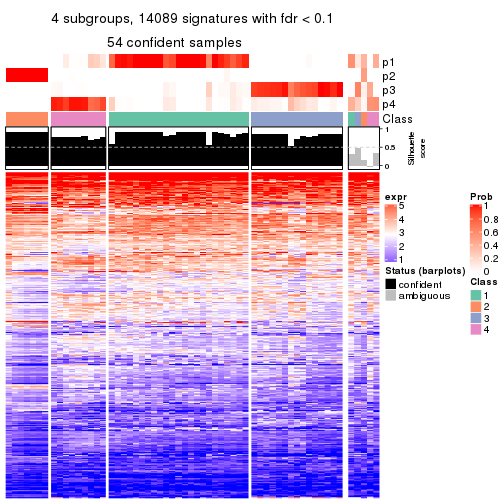 4 subgroups, 14089 signatures with fdr < 0.1
54 confident samples
p1
p2
p3
p4
Class
1
0.5
0
Silhouette
score
expr
5
4
3
2
1
Status (barplots)
confident
ambiguous
Prob
1
0.8
0.6
0.4
0.2
0
Class
1
2
3
4